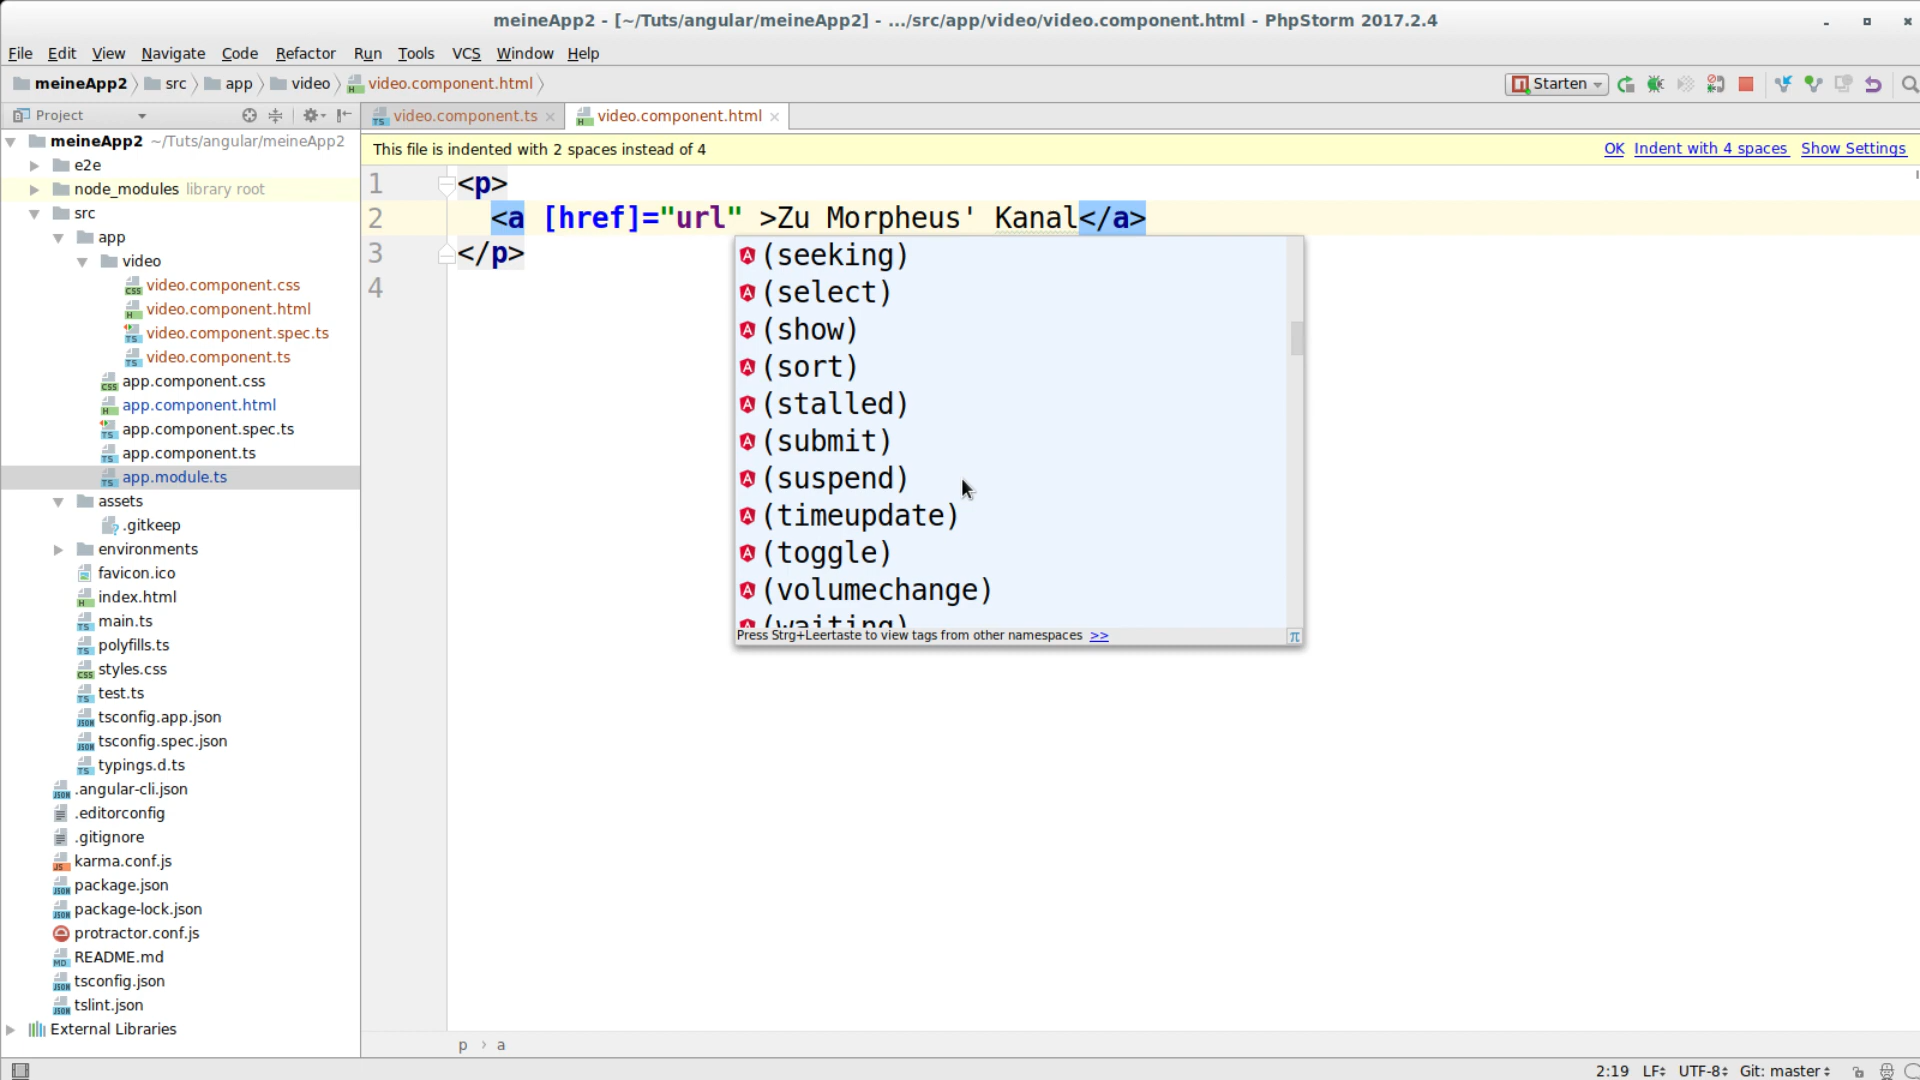 meineApp2 - [~/Tuts/angular/meineApp2] - .../src/app/video/video.component.html - PhpStorm 2017.2.4
File Edit View Navigate Code Refactor Run Tools VCS Window Help
meineApp2 src app video video.component.html Starten
Project video.component.ts video.component.html
This file is indented with 2 spaces instead of 4 OK Indent with 4 spaces Show Settings
meineApp2 ~/Tuts/angular/meineApp2
e2e
node_modules library root
src
app
video
video.component.css
video.component.html
video.component.spec.ts
video.component.ts
app.component.css
app.component.html
app.component.spec.ts
app.component.ts
app.module.ts
assets
.gitkeep
environments
favicon.ico
index.html
main.ts
polyfills.ts
styles.css
test.ts
tsconfig.app.json
tsconfig.spec.json
typings.d.ts
.angular-cli.json
.editorconfig
.gitignore
karma.conf.js
package.json
package-lock.json
protractor.conf.js
README.md
tsconfig.json
tslint.json
External Libraries
1 <p>
2 <a [href]="url" >Zu Morpheus' Kanal</a>
3 </p>
4
(seeking)
(select)
(show)
(sort)
(stalled)
(submit)
(suspend)
(timeupdate)
(toggle)
(volumechange)
(waiting)
Press Strg+Leertaste to view tags from other namespaces >> π
p › a
2:19 LF UTF-8 Git: master